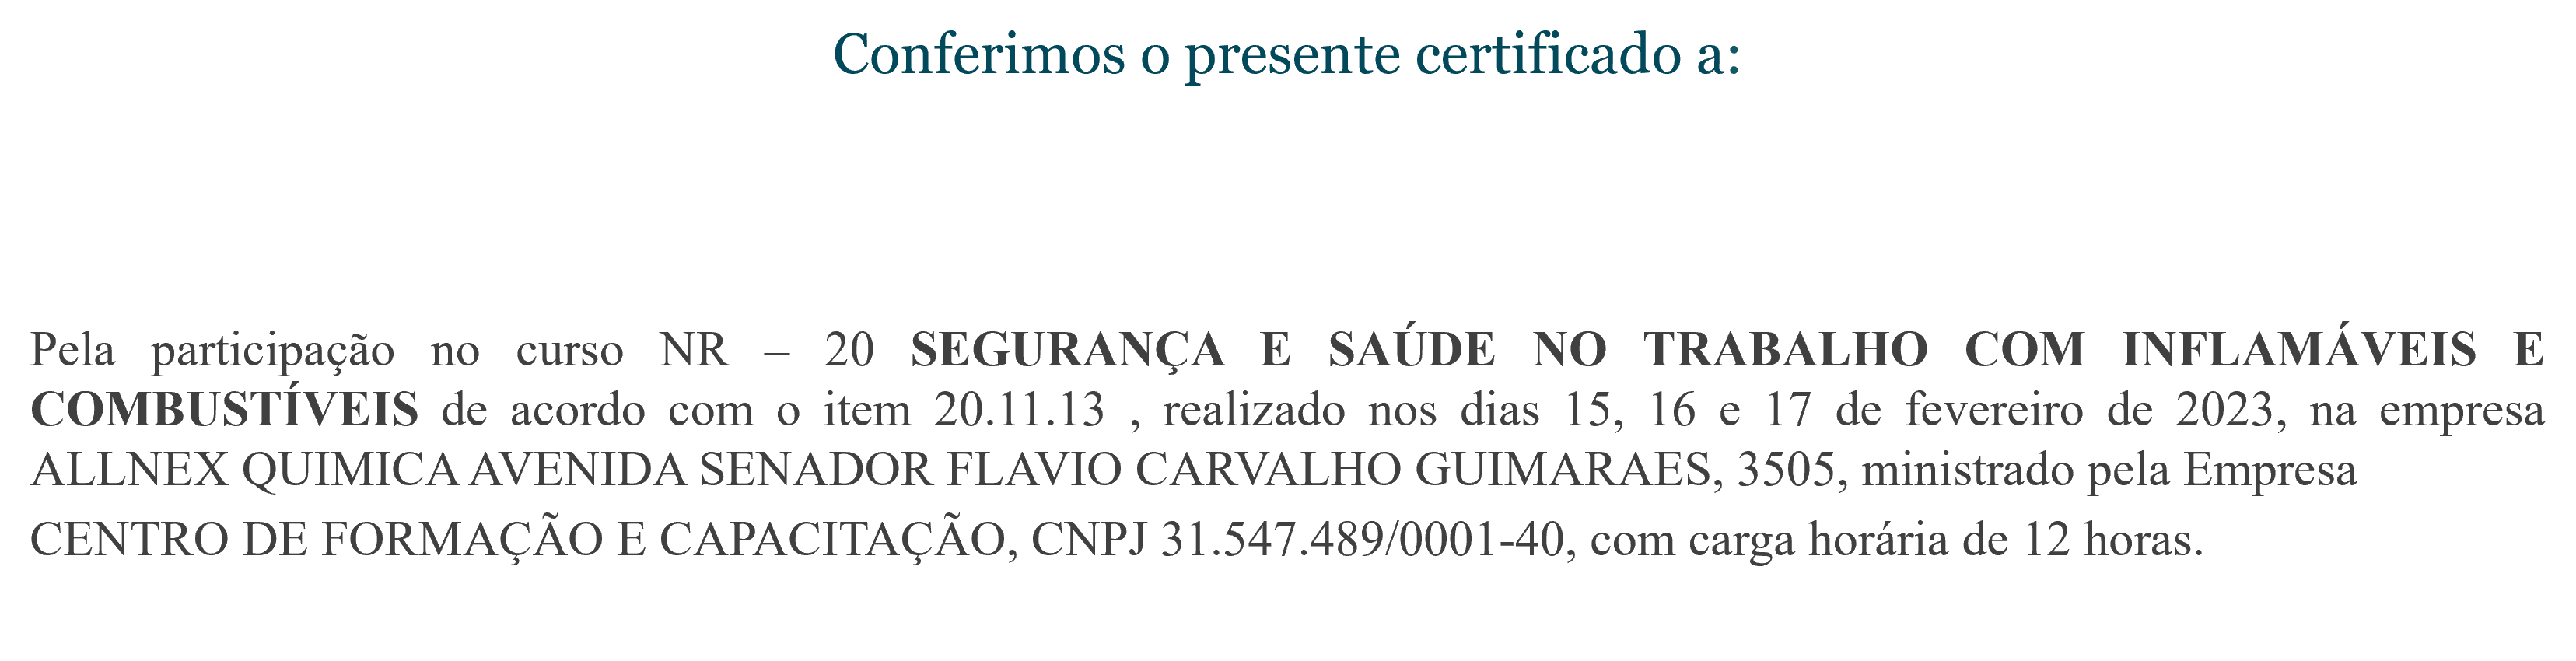 Conferimos o presente certificado a:
Pela participação no curso NR – 20 SEGURANÇA E SAÚDE NO TRABALHO COM INFLAMÁVEIS E
COMBUSTÍVEIS de acordo com o item 20.11.13 , realizado nos dias 15, 16 e 17 de fevereiro de 2023, na empresa
ALLNEX QUIMICA AVENIDA SENADOR FLAVIO CARVALHO GUIMARAES, 3505, ministrado pela Empresa
CENTRO DE FORMAÇÃO E CAPACITAÇÃO, CNPJ 31.547.489/0001-40, com carga horária de 12 horas.